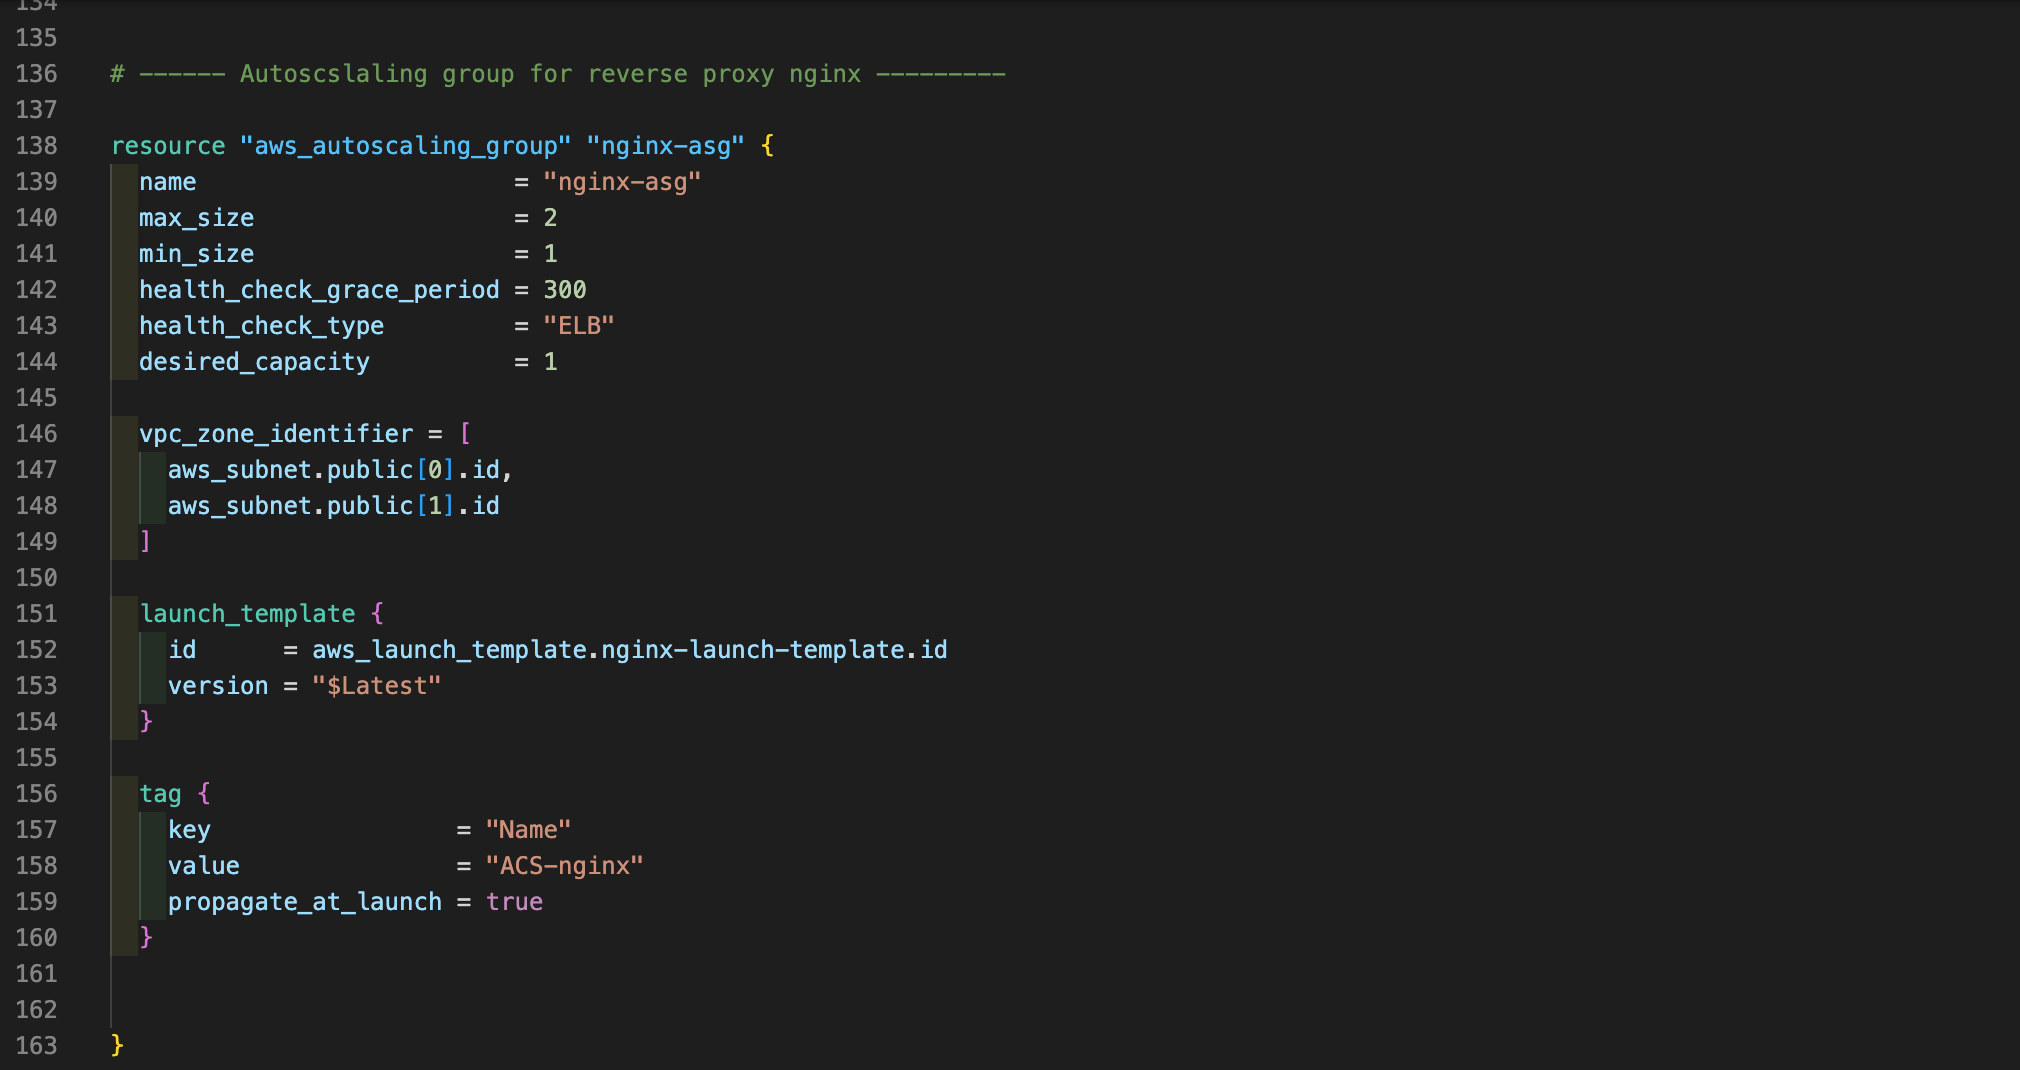 134
135
136 # ------ Autoscslaling group for reverse proxy nginx ---------
137
138 resource "aws_autoscaling_group" "nginx-asg" {
139   name                      = "nginx-asg"
140   max_size                  = 2
141   min_size                  = 1
142   health_check_grace_period = 300
143   health_check_type         = "ELB"
144   desired_capacity          = 1
145
146   vpc_zone_identifier = [
147     aws_subnet.public[0].id,
148     aws_subnet.public[1].id
149   ]
150
151   launch_template {
152     id      = aws_launch_template.nginx-launch-template.id
153     version = "$Latest"
154   }
155
156   tag {
157     key                 = "Name"
158     value               = "ACS-nginx"
159     propagate_at_launch = true
160   }
161
162
163 }